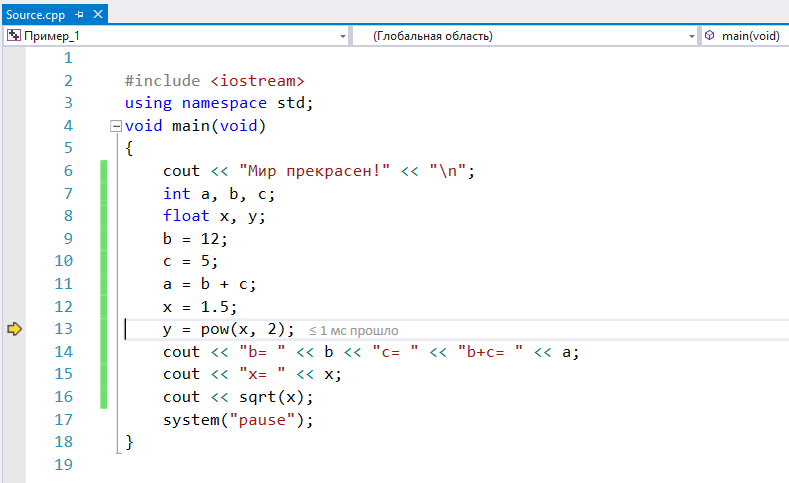 Source.cpp
Пример_1 (Глобальная область) main(void)
1
2 #include <iostream>
3 using namespace std;
4 void main(void)
5 {
6 cout << "Мир прекрасен!" << "\n";
7 int a, b, c;
8 float x, y;
9 b = 12;
10 c = 5;
11 a = b + c;
12 x = 1.5;
13 y = pow(x, 2); ≤ 1 мс прошло
14 cout << "b= " << b << "c= " << "b+c= " << a;
15 cout << "x= " << x;
16 cout << sqrt(x);
17 system("pause");
18 }
19